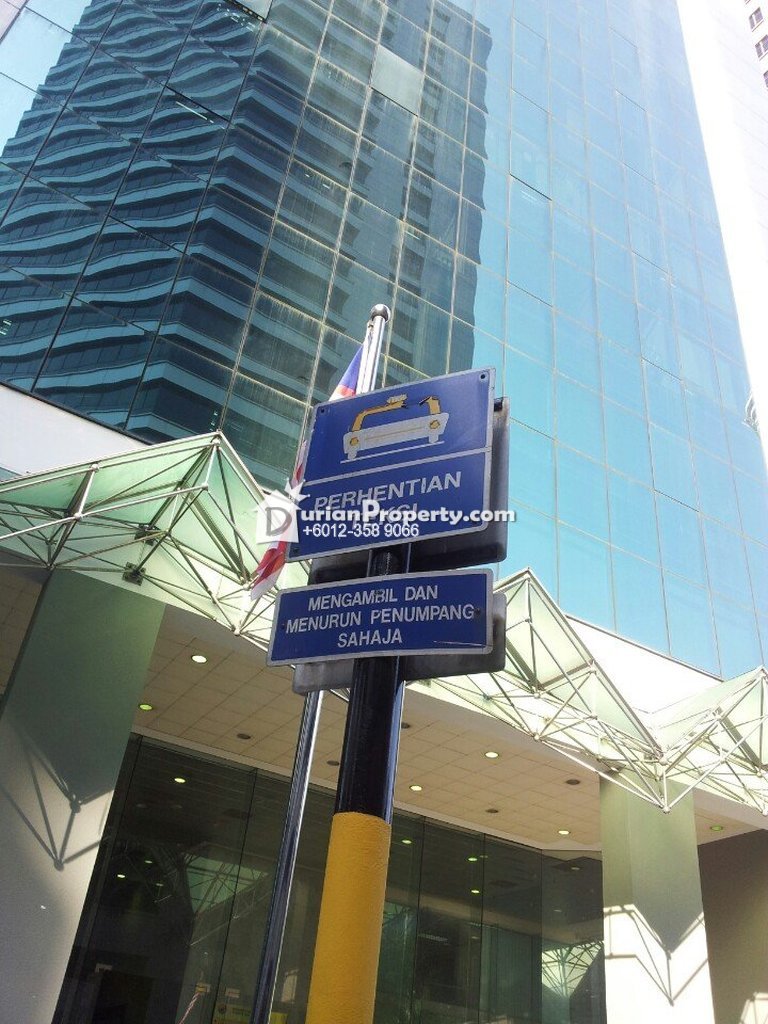 PERHENTIAN
DurianProperty.com
+6012-358 9066
MENGAMBIL DAN
MENURUN PENUMPANG
SAHAJA